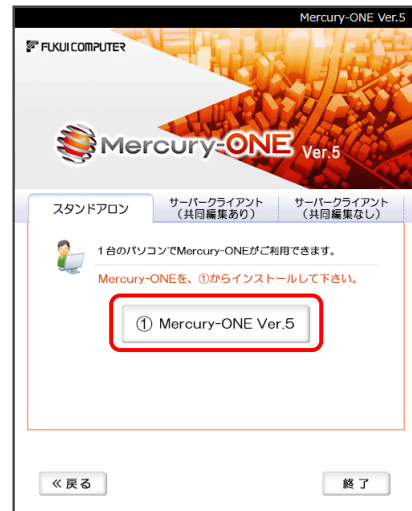 Mercury-ONE Ver.5
FUKUI COMPUTER
Mercury-ONE Ver.5
スタンドアロン
サーバークライアント
（共同編集あり）
サーバークライアント
（共同編集なし）
1台のパソコンでMercury-ONEがご利用できます。
Mercury-ONEを、①からインストールして下さい。
① Mercury-ONE Ver.5
≪戻る
終了